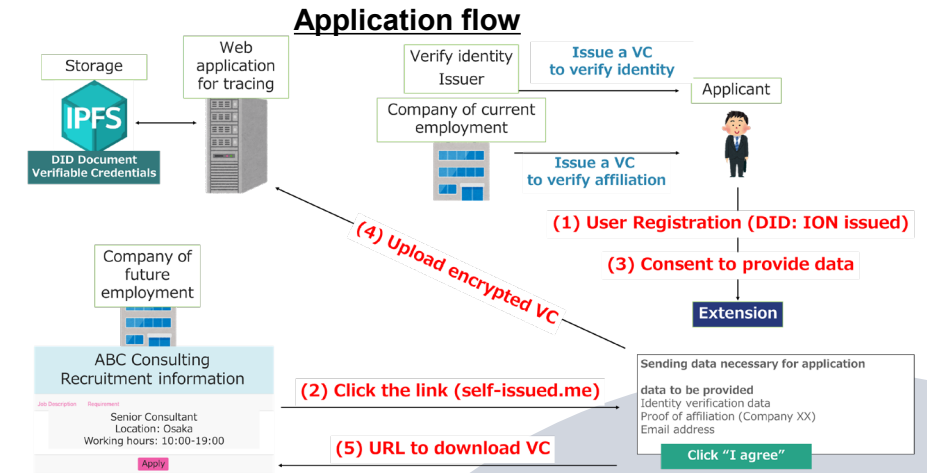 Application flow
Storage
IPFS
DID Document
Verifiable Credentials
Web
application
for tracing
Verify identity
Issuer
Company of current
employment
Issue a VC
to verify identity
Issue a VC
to verify affiliation
Applicant
(1) User Registration (DID: ION issued)
(3) Consent to provide data
Extension
(4) Upload encrypted VC
Company of
future
employment
ABC Consulting
Recruitment information
Job Description Requirement
Senior Consultant
Location: Osaka
Working hours: 10:00-19:00
Apply
(2) Click the link (self-issued.me)
(5) URL to download VC
Sending data necessary for application
data to be provided
Identity verification data
Proof of affiliation (Company XX)
Email address
Click “I agree”